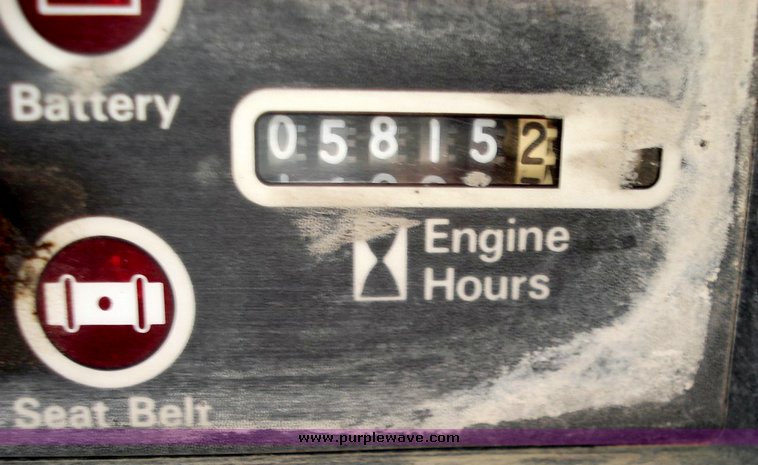 Battery
058152
Engine
Hours
Seat Belt
www.purplewave.com